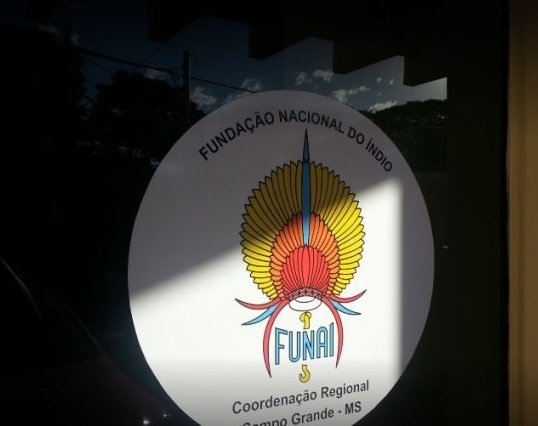 FUNDAÇÃO NACIONAL DO ÍNDIO
FUNAI
Coordenação Regional
Campo Grande - MS